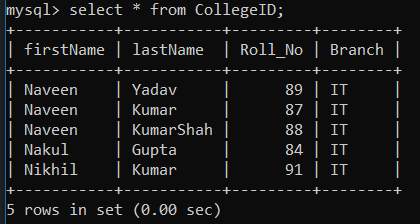 mysql> select * from CollegeID;
+-----------+-----------+---------+--------+
| firstName | lastName  | Roll_No | Branch |
+-----------+-----------+---------+--------+
| Naveen    | Yadav     |      89 | IT     |
| Naveen    | Kumar     |      87 | IT     |
| Naveen    | KumarShah |      88 | IT     |
| Nakul     | Gupta     |      84 | IT     |
| Nikhil    | Kumar     |      91 | IT     |
+-----------+-----------+---------+--------+
5 rows in set (0.00 sec)